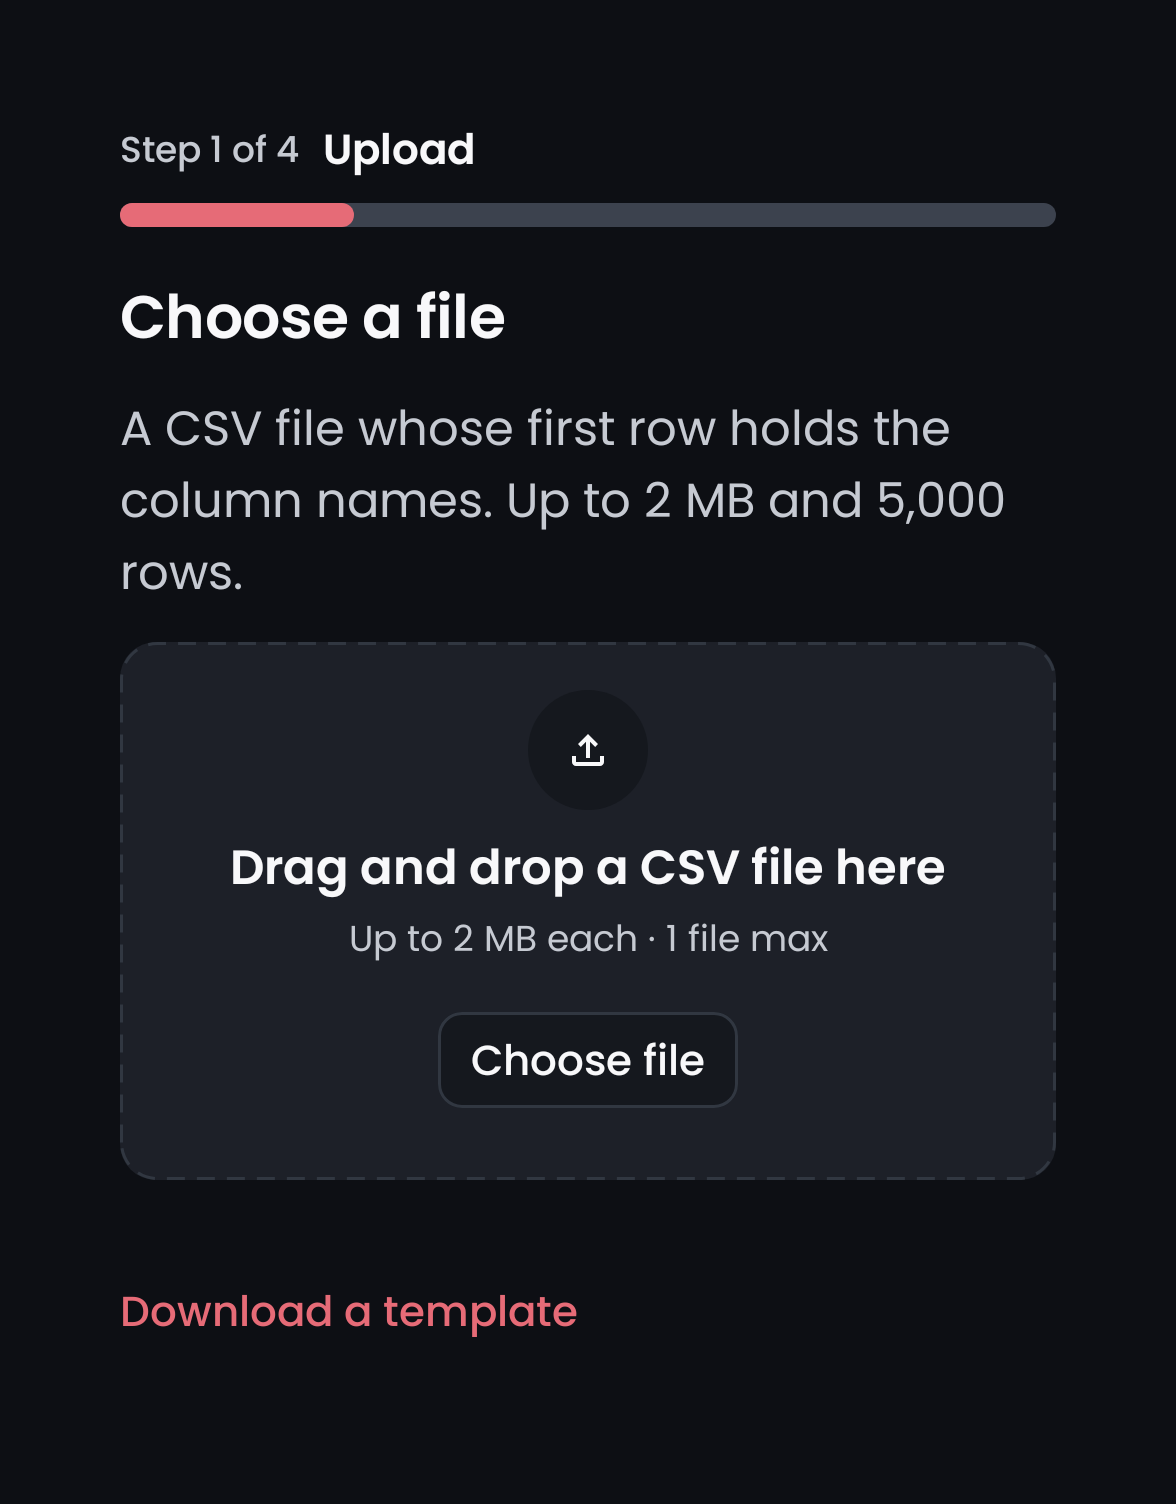 Step 1 of 4 Upload
Choose a file
A CSV file whose first row holds the
column names. Up to 2 MB and 5,000
rows.
Drag and drop a CSV file here
Up to 2 MB each · 1 file max
Choose file
Download a template